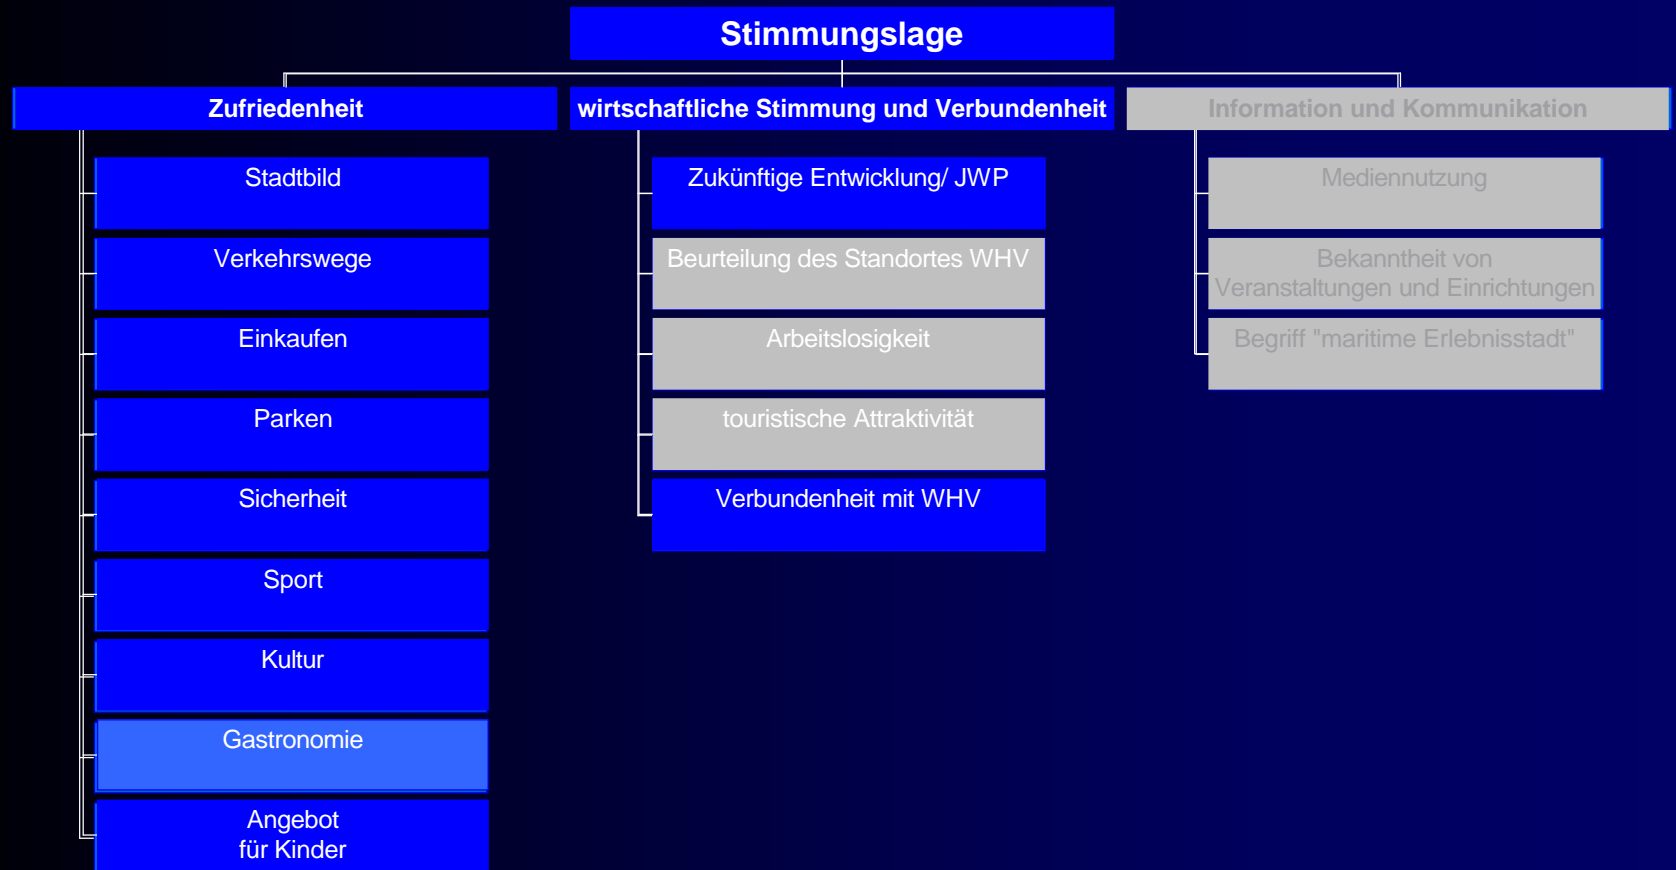 Stimmungslage
Zufriedenheit
Stadtbild
Verkehrswege
Einkaufen
Parken
Sicherheit
Sport
Kultur
Gastronomie
Angebot
für Kinder
wirtschaftliche Stimmung und Verbundenheit
Zukünftige Entwicklung/ JWP
Beurteilung des Standortes WHV
Arbeitslosigkeit
touristische Attraktivität
Verbundenheit mit WHV
Information und Kommunikation
Mediennutzung
Bekanntheit von
Veranstaltungen und Einrichtungen
Begriff "maritime Erlebnisstadt"